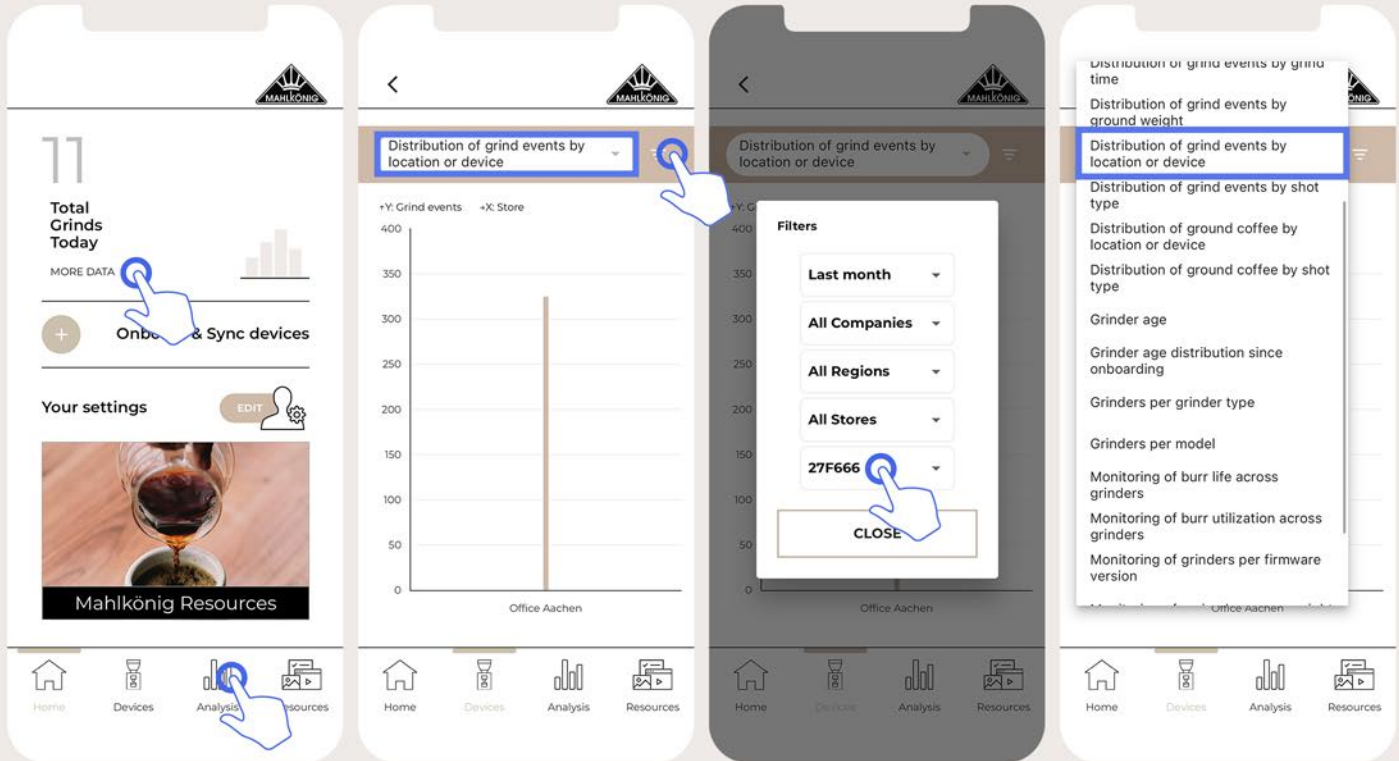 MAHLKÖNIG
11
Total
Grinds
Today
MORE DATA
+
& Sync devices
Your settings
EDIT
Mahlkönig Resources
Home
Devices
Analysis
MAHLKÖNIG
Distribution of grind events by
location or device
+Y: Grind events +X: Store
400
350
300
250
200
150
100
50
0
Office Aachen
Home
Devices
Analysis
Resources
MAHLKÖNIG
Distribution of grind events by
location or device
400
350
300
250
200
150
100
50
0
Filters
Last month
All Companies
All Regions
All Stores
27F666
CLOSE
Office Aachen
Home
Devices
Analysis
Resources
Distribution of grind events by grind
time
Distribution of grind events by
ground weight
Distribution of grind events by
location or device
Distribution of grind events by shot
type
Distribution of ground coffee by
location or device
Distribution of ground coffee by shot
type
Grinder age
Grinder age distribution since
onboarding
Grinders per grinder type
Grinders per model
Monitoring of burr life across
grinders
Monitoring of burr utilization across
grinders
Monitoring of grinders per firmware
version
Office Aachen
Home
Devices
Analysis
Resources